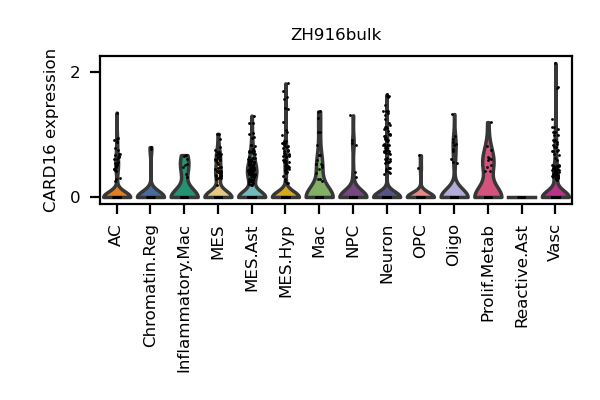 ZH916bulk
CARD16 expression
2
0
AC
Chromatin.Reg
Inflammatory.Mac
MES
MES.Ast
MES.Hyp
Mac
NPC
Neuron
OPC
Oligo
Prolif.Metab
Reactive.Ast
Vasc